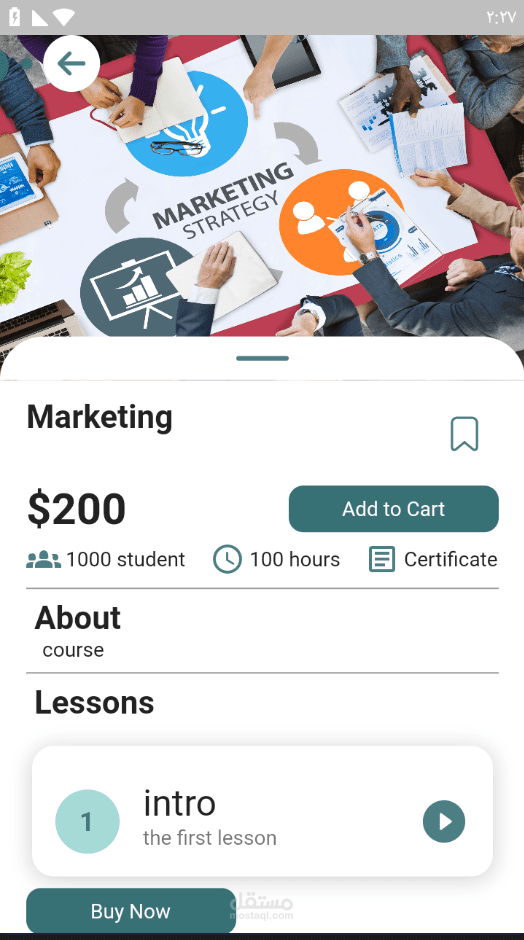 ٢:٢٧
MARKETING
STRATEGY
Marketing
$200
Add to Cart
1000 student
100 hours
Certificate
About
course
Lessons
1
intro
the first lesson
Buy Now
مستقل
mostaql.com